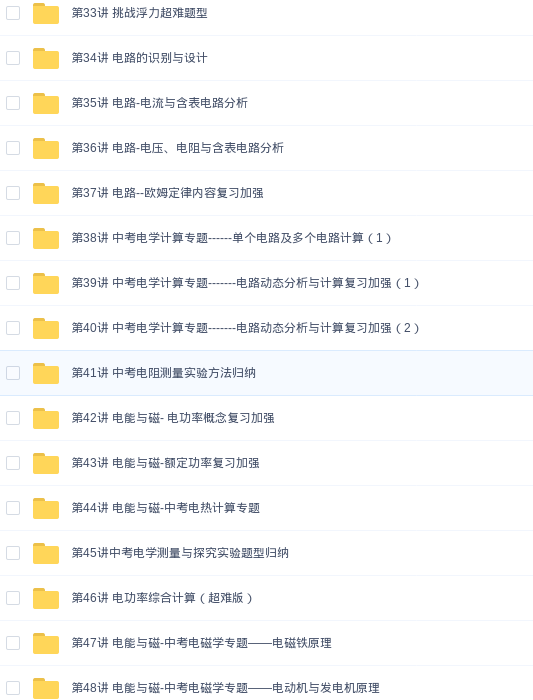 第33讲 挑战浮力超难题型
第34讲 电路的识别与设计
第35讲 电路-电流与含表电路分析
第36讲 电路-电压、电阻与含表电路分析
第37讲 电路--欧姆定律内容复习加强
第38讲 中考电学计算专题------单个电路及多个电路计算（1）
第39讲 中考电学计算专题-------电路动态分析与计算复习加强（1）
第40讲 中考电学计算专题-------电路动态分析与计算复习加强（2）
第41讲 中考电阻测量实验方法归纳
第42讲 电能与磁- 电功率概念复习加强
第43讲 电能与磁-额定功率复习加强
第44讲 电能与磁-中考电热计算专题
第45讲中考电学测量与探究实验题型归纳
第46讲 电功率综合计算（超难版）
第47讲 电能与磁-中考电磁学专题——电磁铁原理
第48讲 电能与磁-中考电磁学专题——电动机与发电机原理